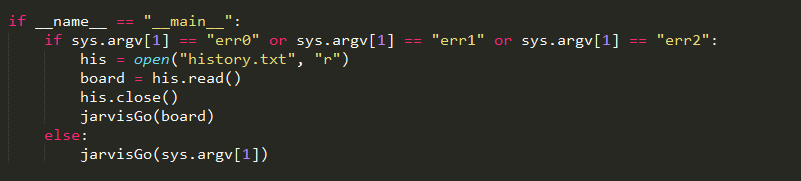 if __name__ == "__main__":
    if sys.argv[1] == "err0" or sys.argv[1] == "err1" or sys.argv[1] == "err2":
        his = open("history.txt", "r")
        board = his.read()
        his.close()
        jarvisGo(board)
    else:
        jarvisGo(sys.argv[1])